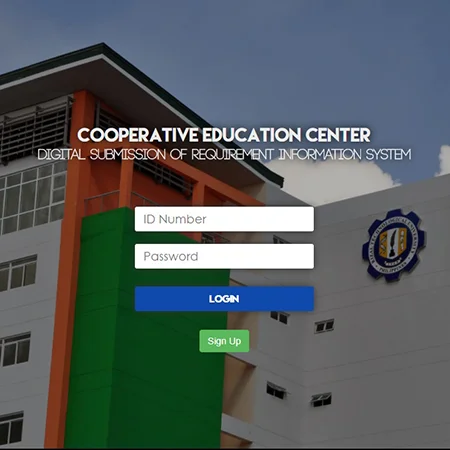 COOPERATIVE EDUCATION CENTER
DIGITAL SUBMISSION OF REQUIREMENT INFORMATION SYSTEM
ID Number
Password
LOGIN
Sign Up